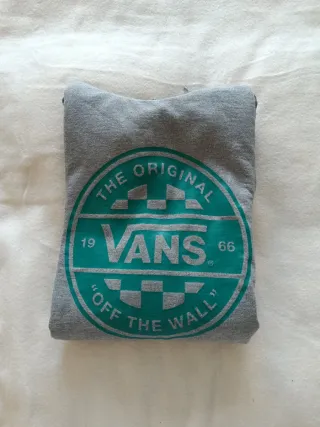 THE ORIGINAL
19 VANS 66
"OFF THE WALL"